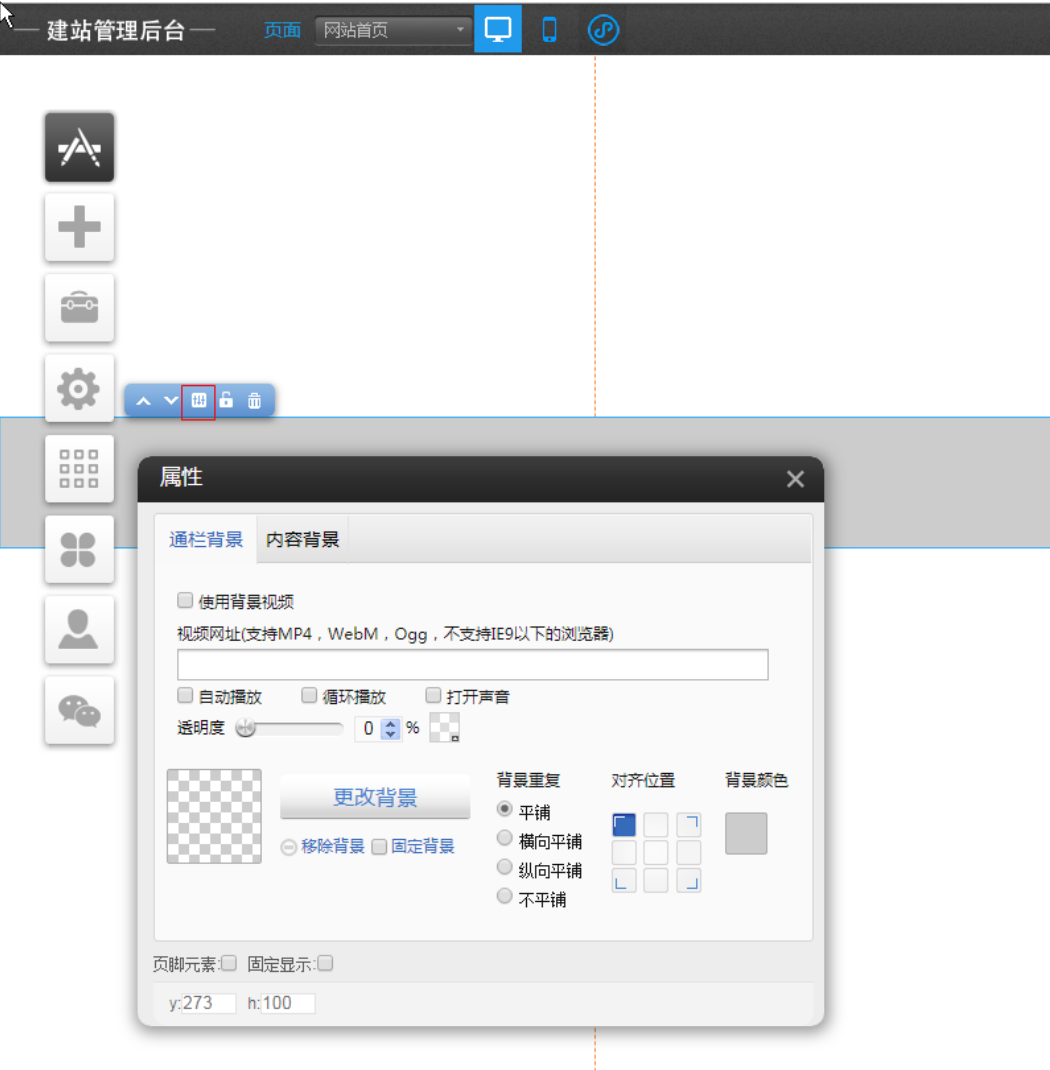 建站管理后台
页面 网站首页
属性
通栏背景 内容背景
使用背景视频
视频网址(支持MP4，WebM，Ogg，不支持IE9以下的浏览器)
自动播放 循环播放 打开声音
透明度 0 %
更改背景
移除背景 固定背景
背景重复
平铺
横向平铺
纵向平铺
不平铺
对齐位置
背景颜色
页脚元素: 固定显示:
y:273 h:100